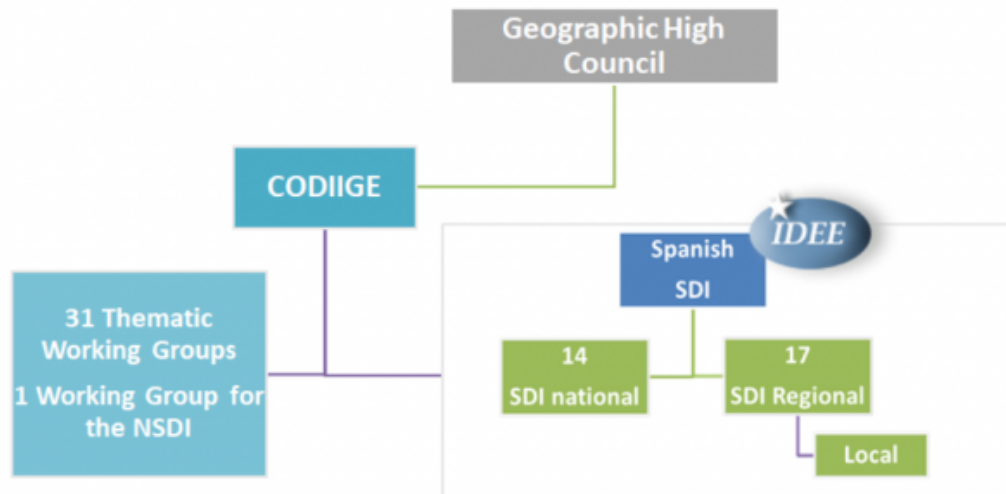 Geographic High
Council
CODIIGE
IDEE
Spanish
SDI
31 Thematic
Working Groups
1 Working Group for
the NSDI
14
SDI national
17
SDI Regional
Local